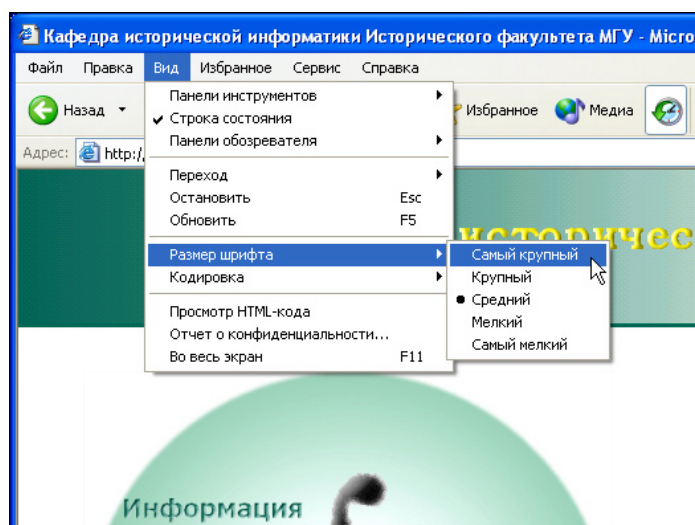 Кафедра исторической информатики Исторического факультета МГУ - Micro
Файл Правка Вид Избранное Сервис Справка
Назад Избранное Медиа
Адрес: http:/
Панели инструментов
Строка состояния
Панели обозревателя
Переход
Остановить Esc
Обновить F5
Размер шрифта
Кодировка
Просмотр HTML-кода
Отчет о конфиденциальности...
Во весь экран F11
Самый крупный
Крупный
Средний
Мелкий
Самый мелкий
историчес
Информация